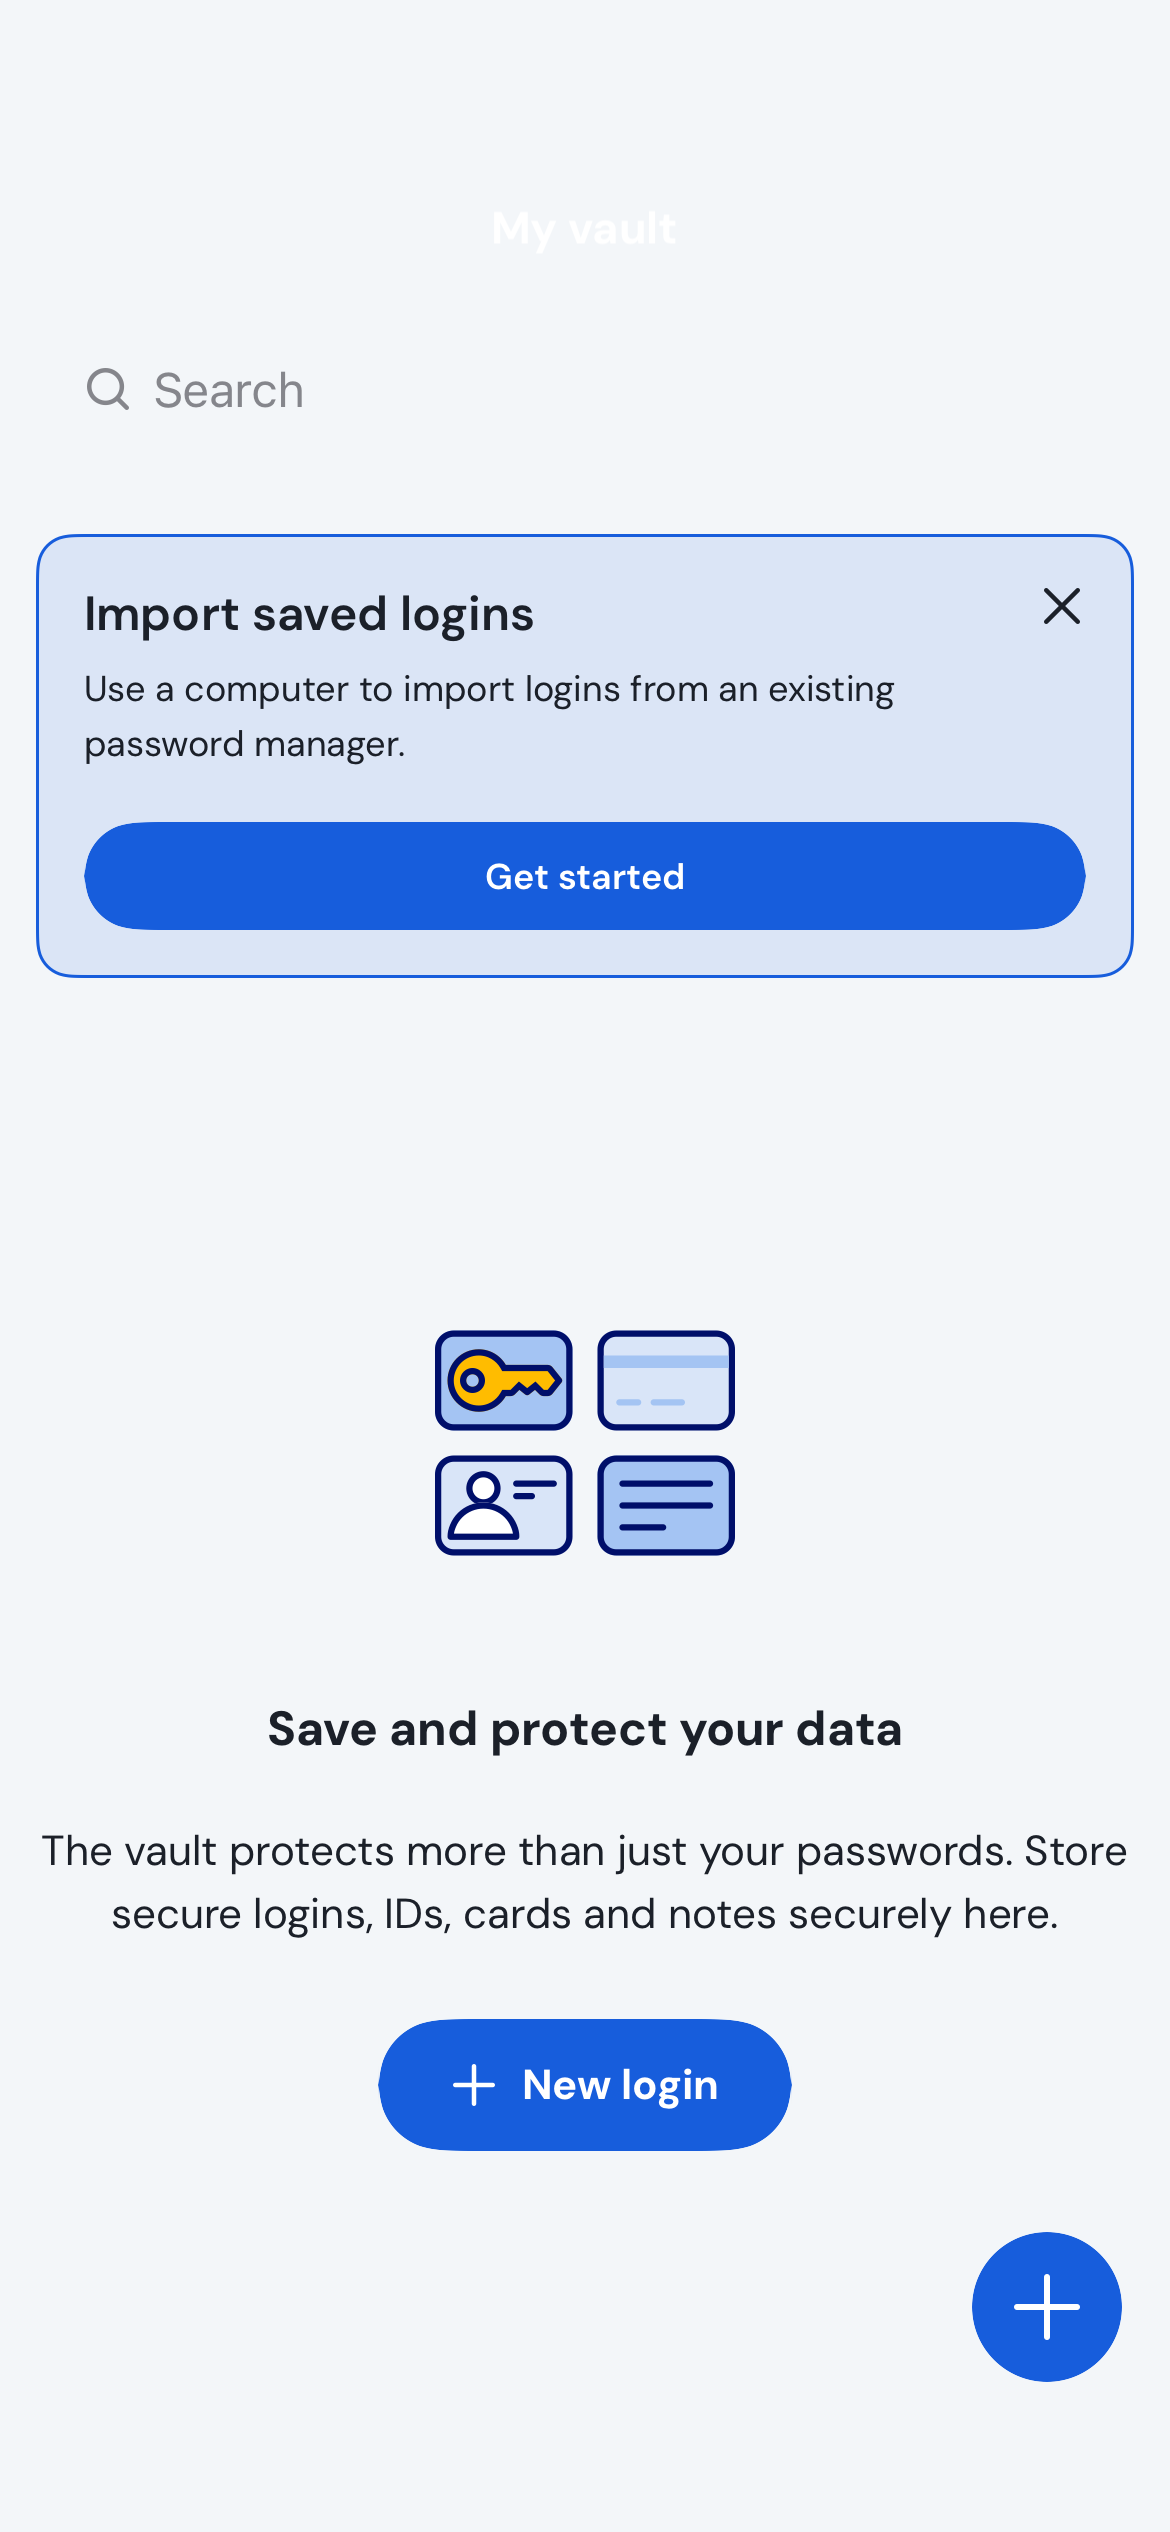 My vault
Search
Import saved logins
Use a computer to import logins from an existing
password manager.
Get started
Save and protect your data
The vault protects more than just your passwords. Store
secure logins, IDs, cards and notes securely here.
New login